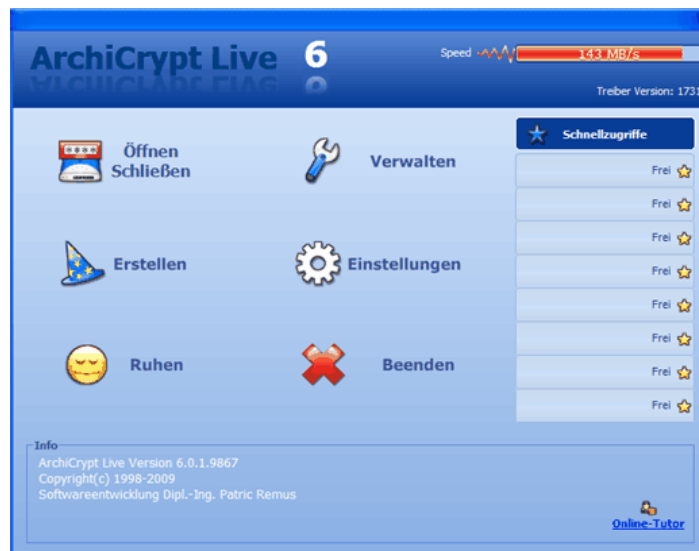 ArchiCrypt Live 6
Speed 143 MB/s
Treiber Version: 1731
Öffnen
Schließen
Verwalten
Erstellen
Einstellungen
Ruhen
Beenden
Schnellzugriffe
Frei
Frei
Frei
Frei
Frei
Frei
Frei
Frei
Info
ArchiCrypt Live Version 6.0.1.9867
Copyright(c) 1998-2009
Softwareentwicklung Dipl.-Ing. Patric Remus
Online-Tutor